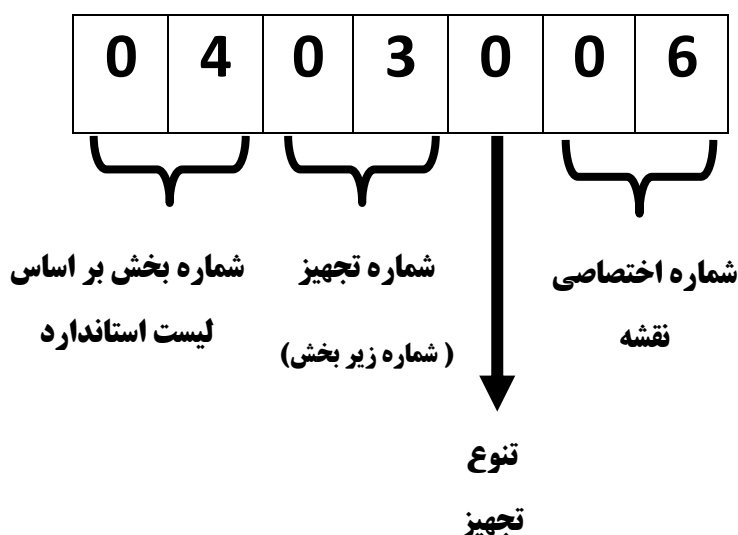 0 4 0 3 0 0 6
شماره بخش بر اساس
لیست استاندارد
شماره تجهیز
( شماره زیر بخش)
تنوع
تجهیز
شماره اختصاصی
نقشه